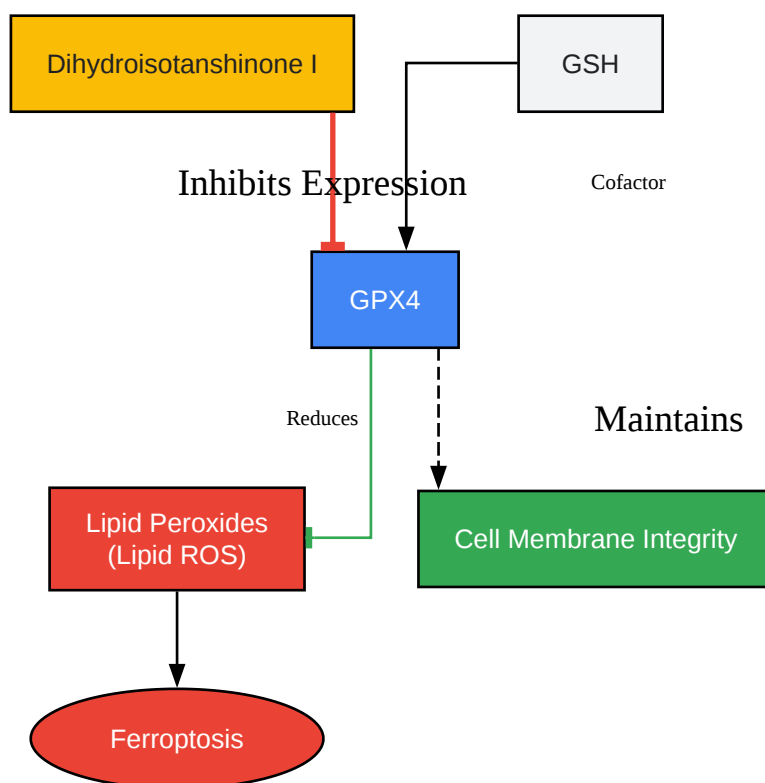 Dihydroisotanshinone I
GSH
Inhibits Expression
Cofactor
GPX4
Reduces
Maintains
Lipid Peroxides
(Lipid ROS)
Cell Membrane Integrity
Ferroptosis